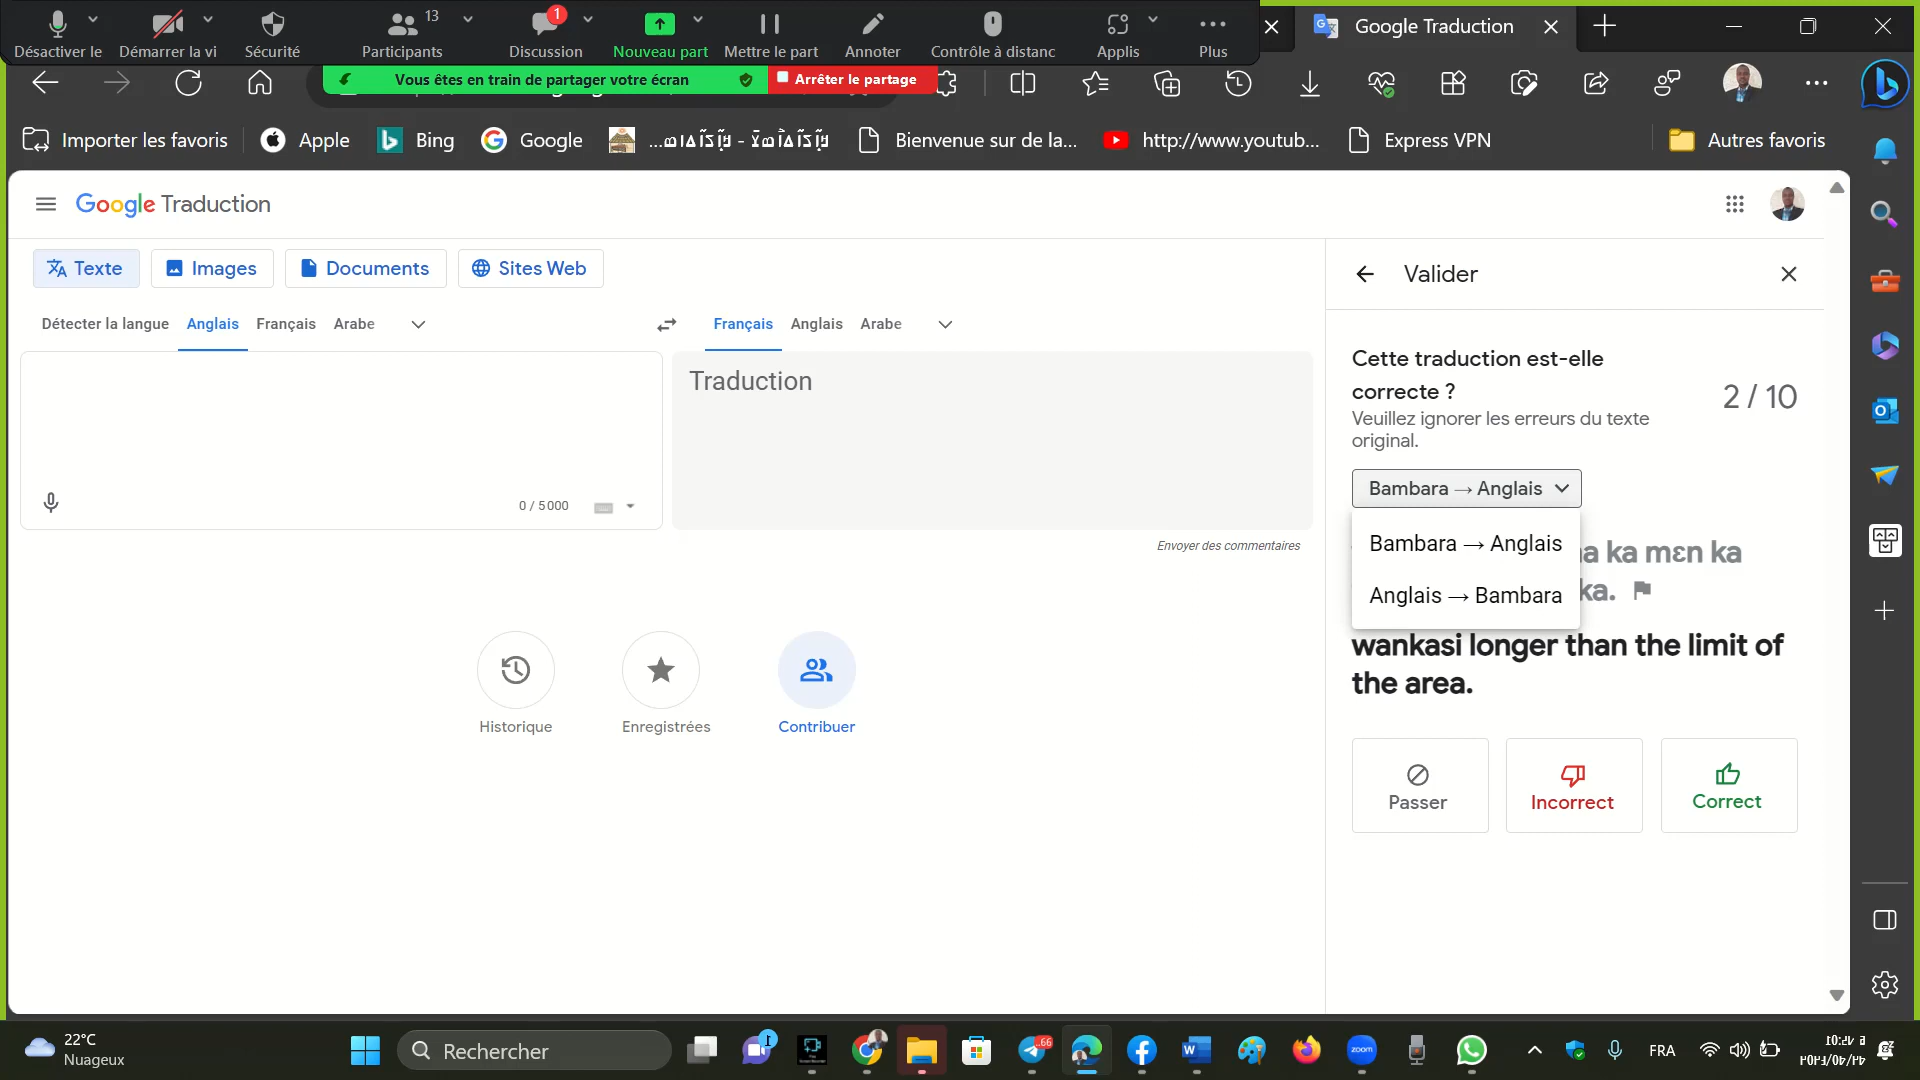 Désactiver le
Démarrer la vi
Sécurité
13
Participants
1
Discussion
Nouveau part
Mettre le part
Annoter
Contrôle à distanc
Applis
Plus
Google Traduction
Vous êtes en train de partager votre écran
Arrêter le partage
Importer les favoris
Apple
Bing
Google
Bienvenue sur de la...
http://www.youtub...
Express VPN
Autres favoris
Google Traduction
Texte
Images
Documents
Sites Web
Détecter la langue
Anglais
Français
Arabe
Français
Anglais
Arabe
Traduction
0 / 5 000
Envoyer des commentaires
Historique
Enregistrées
Contribuer
Valider
Cette traduction est-elle
correcte ?
2 / 10
Veuillez ignorer les erreurs du texte
original.
Bambara → Anglais
Bambara → Anglais
Anglais → Bambara
ka mɛn ka
ka.
wankasi longer than the limit of
the area.
Passer
Incorrect
Correct
22°C
Nuageux
Rechercher
1
.66
zoom
FRA